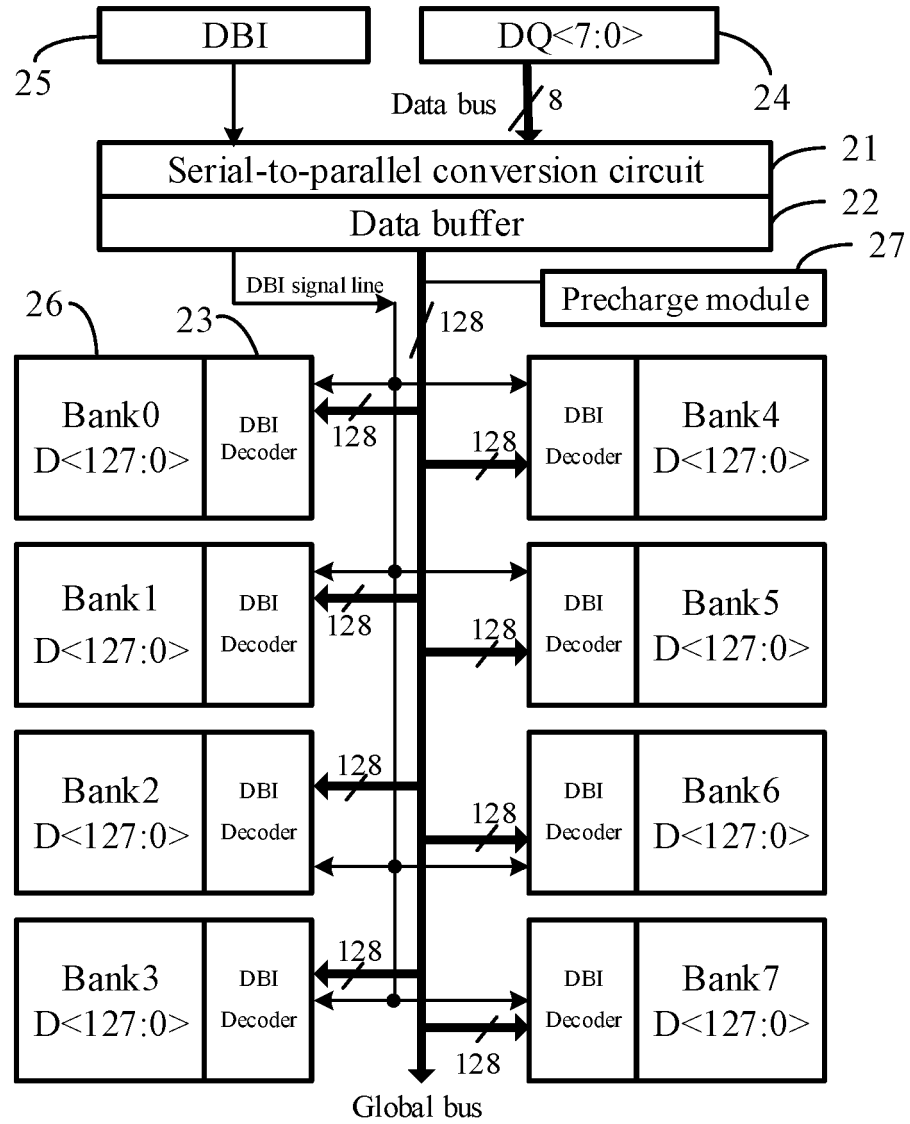 DBI
DQ<7:0>
25
24
Data bus
8
Serial-to-parallel conversion circuit
21
Data buffer
22
27
DBI signal line
Precharge module
128
26
23
Bank0
D<127:0>
DBI
Decoder
128
128
DBI
Decoder
Bank4
D<127:0>
Bank1
D<127:0>
DBI
Decoder
128
128
DBI
Decoder
Bank5
D<127:0>
Bank2
D<127:0>
DBI
Decoder
128
128
DBI
Decoder
Bank6
D<127:0>
Bank3
D<127:0>
DBI
Decoder
128
128
DBI
Decoder
Bank7
D<127:0>
Global bus